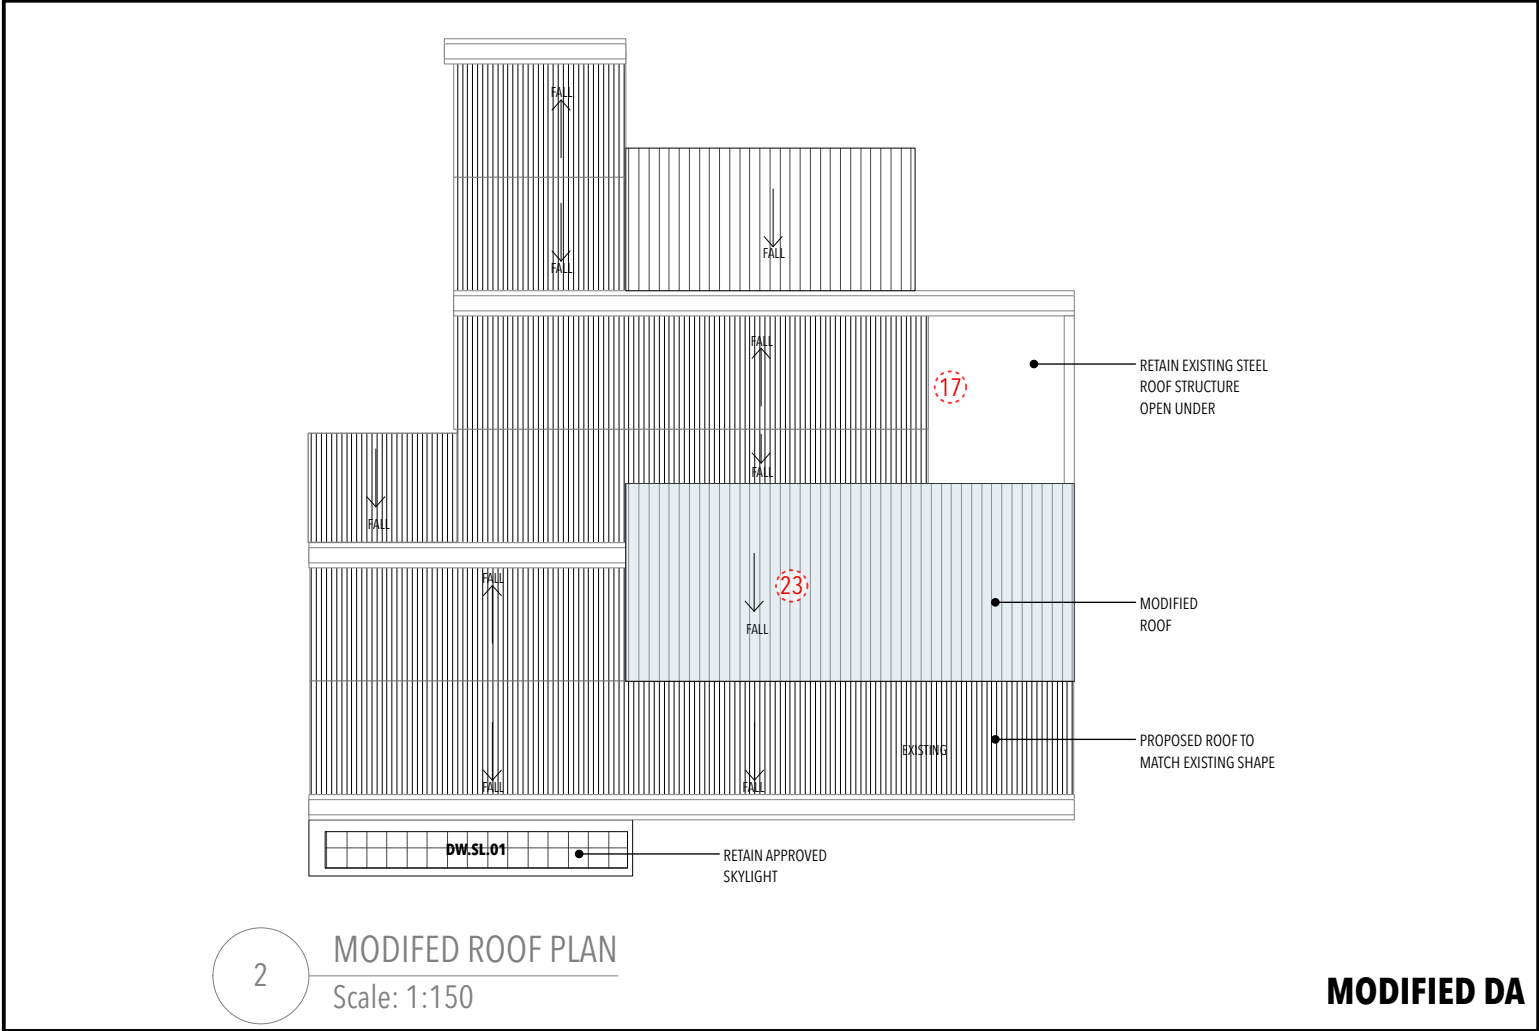 FALL
FALL
FALL
FALL
17
RETAIN EXISTING STEEL
ROOF STRUCTURE
OPEN UNDER
FALL
FALL
FALL
23
FALL
MODIFIED
ROOF
EXISTING
PROPOSED ROOF TO
MATCH EXISTING SHAPE
FALL
FALL
DW.SL.01
RETAIN APPROVED
SKYLIGHT
2
MODIFED ROOF PLAN
Scale: 1:150
MODIFIED DA